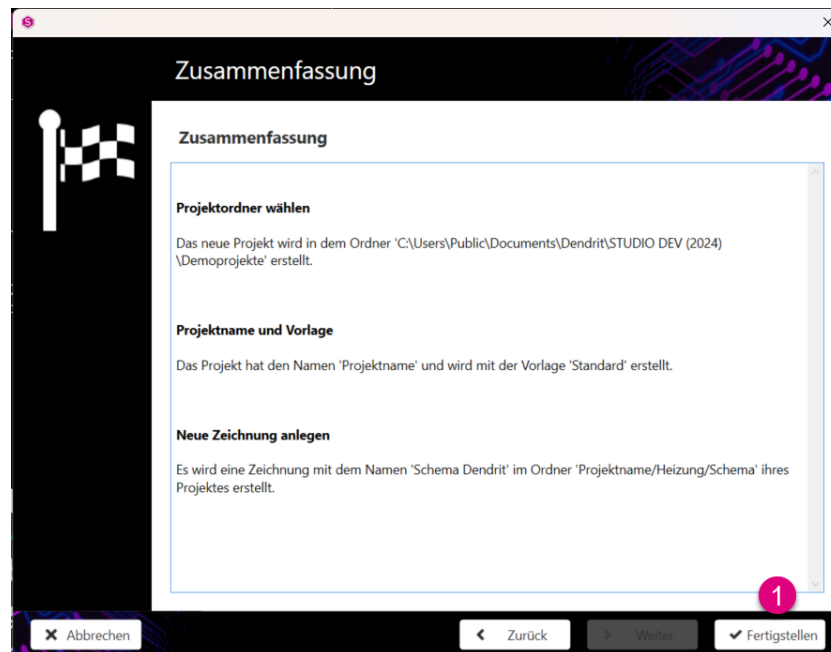 Zusammenfassung
Zusammenfassung
Projektordner wählen
Das neue Projekt wird in dem Ordner 'C:\Users\Public\Documents\Dendrit\STUDIO DEV (2024)
\Demoprojekte' erstellt.
Projektname und Vorlage
Das Projekt hat den Namen 'Projektname' und wird mit der Vorlage 'Standard' erstellt.
Neue Zeichnung anlegen
Es wird eine Zeichnung mit dem Namen 'Schema Dendrit' im Ordner 'Projektname/Heizung/Schema' ihres
Projektes erstellt.
1
Abbrechen Zurück Weiter Fertigstellen